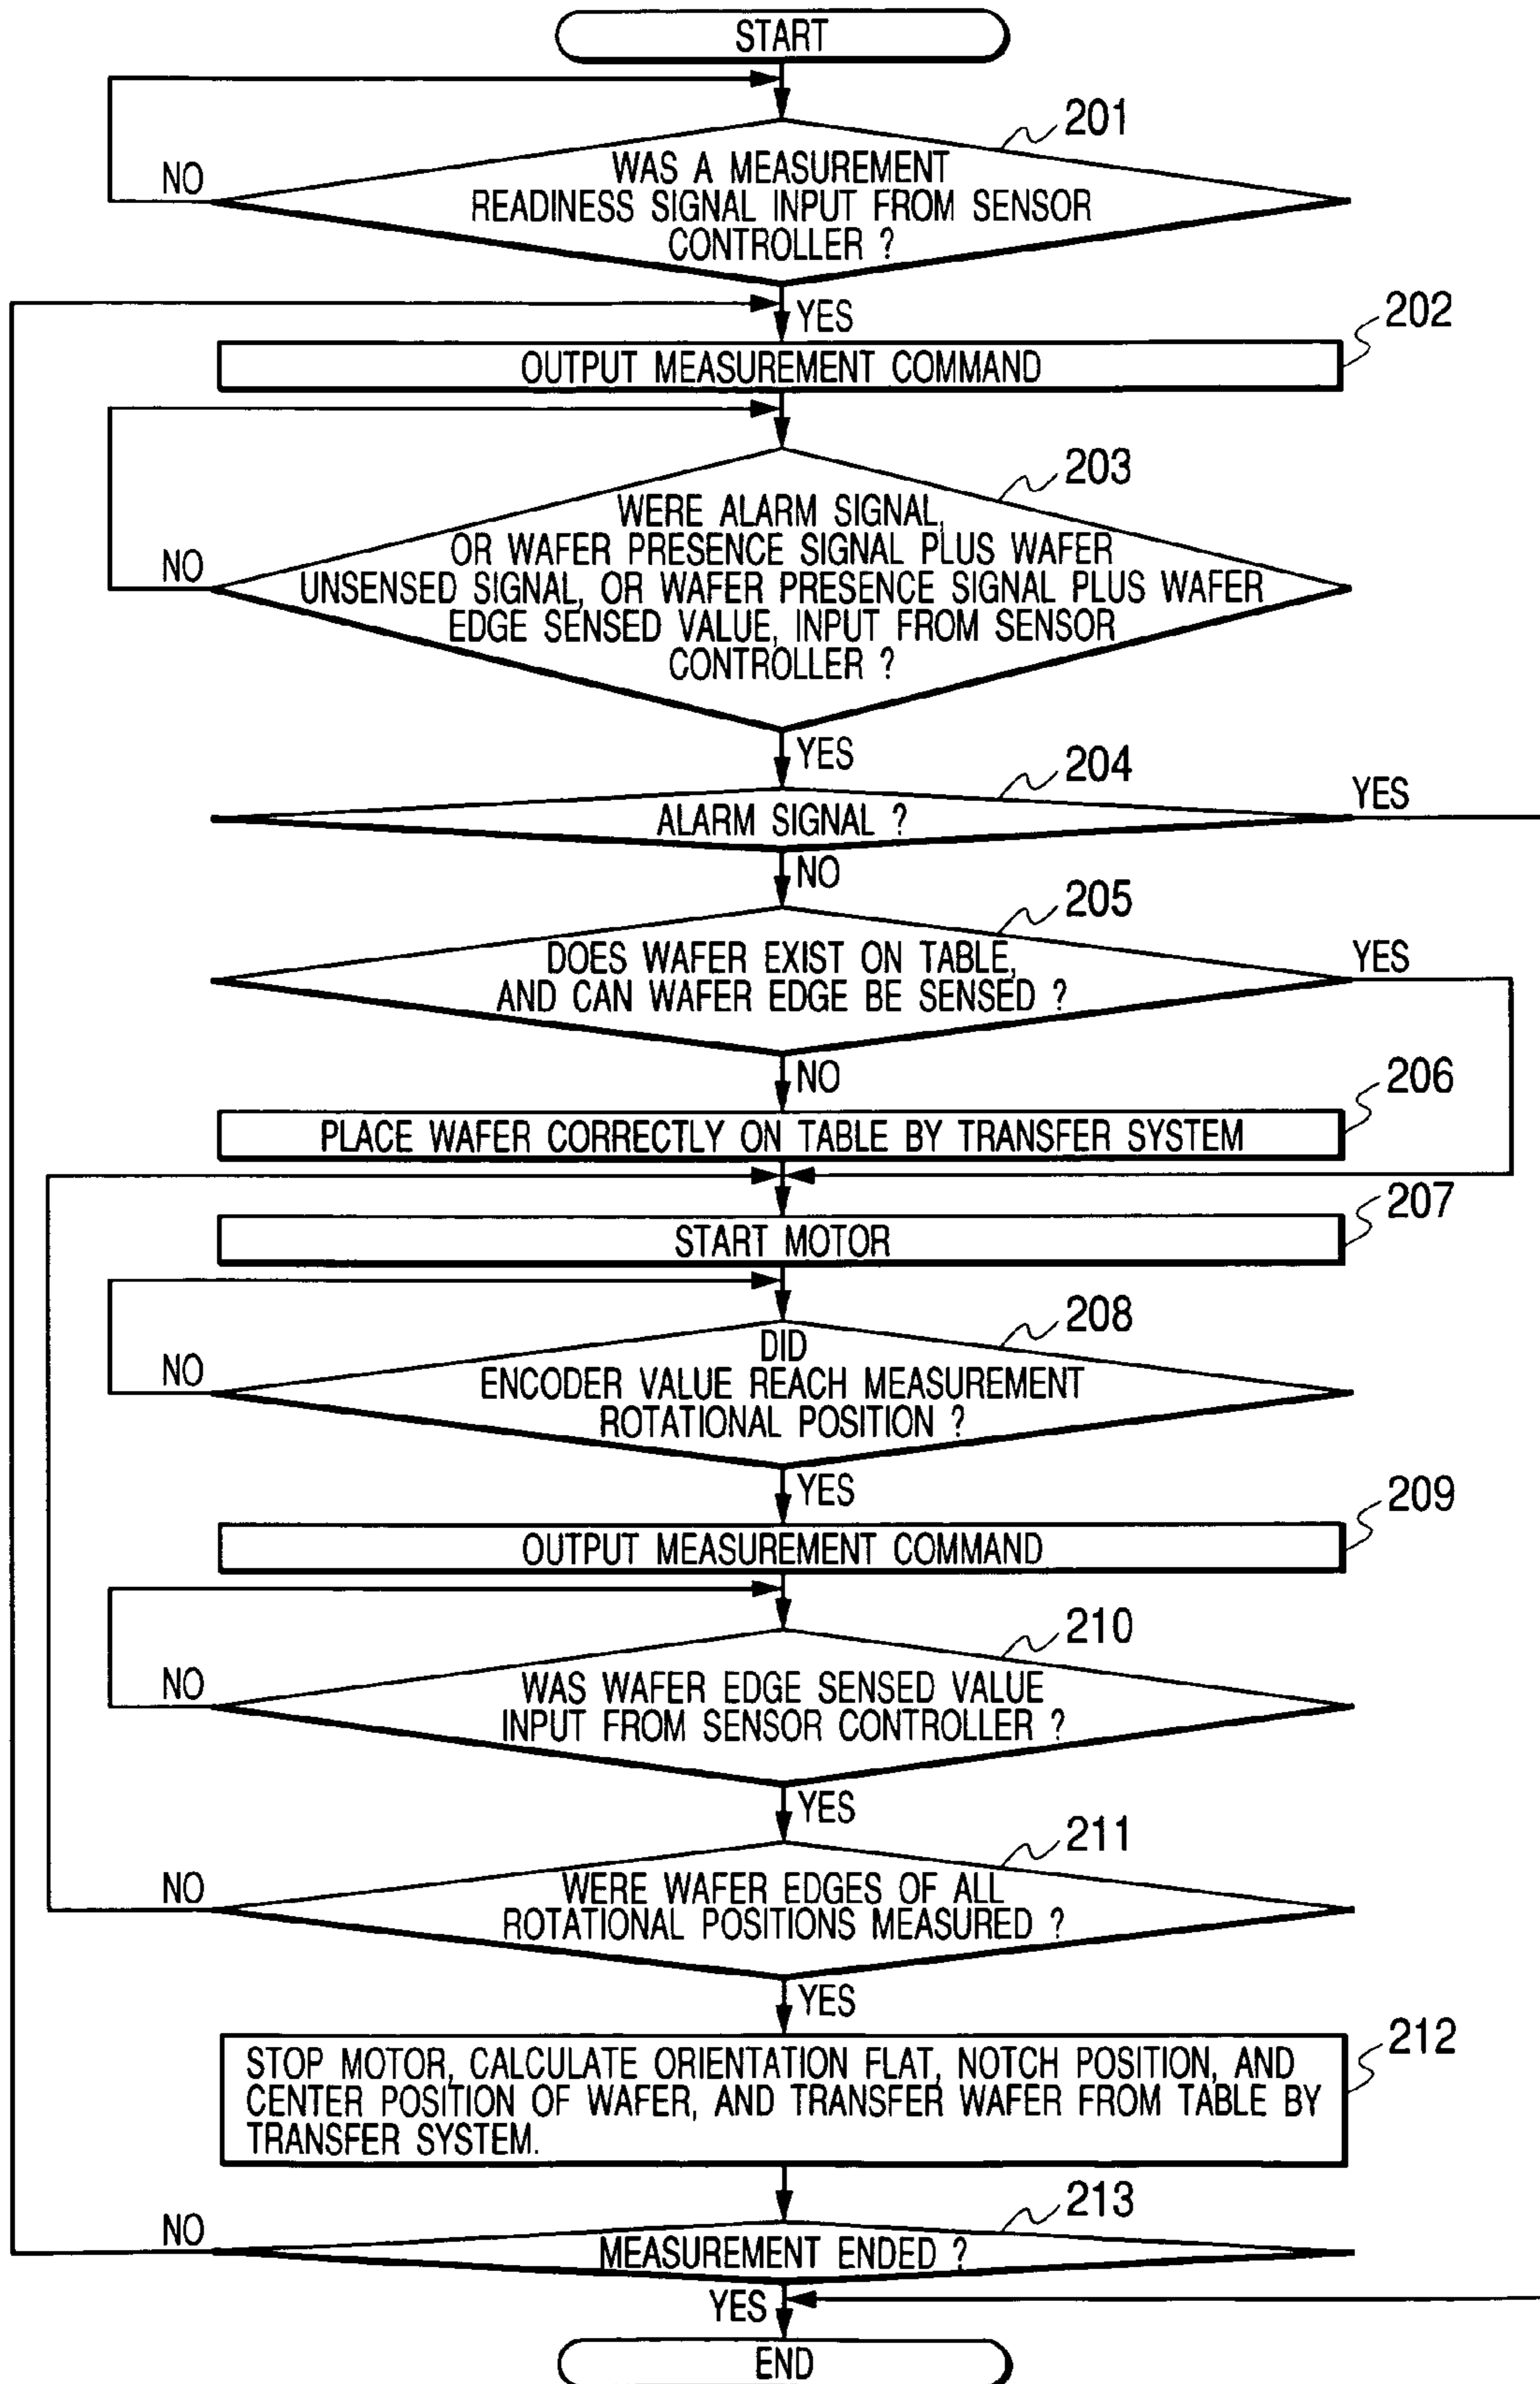 START
201
WAS A MEASUREMENT
READINESS SIGNAL INPUT FROM SENSOR
CONTROLLER ?
NO
YES
202
OUTPUT MEASUREMENT COMMAND
203
WERE ALARM SIGNAL,
OR WAFER PRESENCE SIGNAL PLUS WAFER
UNSENSED SIGNAL, OR WAFER PRESENCE SIGNAL PLUS WAFER
EDGE SENSED VALUE, INPUT FROM SENSOR
CONTROLLER ?
NO
YES
204
ALARM SIGNAL ?
YES
NO
205
DOES WAFER EXIST ON TABLE,
AND CAN WAFER EDGE BE SENSED ?
YES
NO
206
PLACE WAFER CORRECTLY ON TABLE BY TRANSFER SYSTEM
207
START MOTOR
208
DID
ENCODER VALUE REACH MEASUREMENT
ROTATIONAL POSITION ?
NO
YES
209
OUTPUT MEASUREMENT COMMAND
210
WAS WAFER EDGE SENSED VALUE
INPUT FROM SENSOR CONTROLLER ?
NO
YES
211
WERE WAFER EDGES OF ALL
ROTATIONAL POSITIONS MEASURED ?
NO
YES
212
STOP MOTOR, CALCULATE ORIENTATION FLAT, NOTCH POSITION, AND
CENTER POSITION OF WAFER, AND TRANSFER WAFER FROM TABLE BY
TRANSFER SYSTEM.
213
MEASUREMENT ENDED ?
NO
YES
END